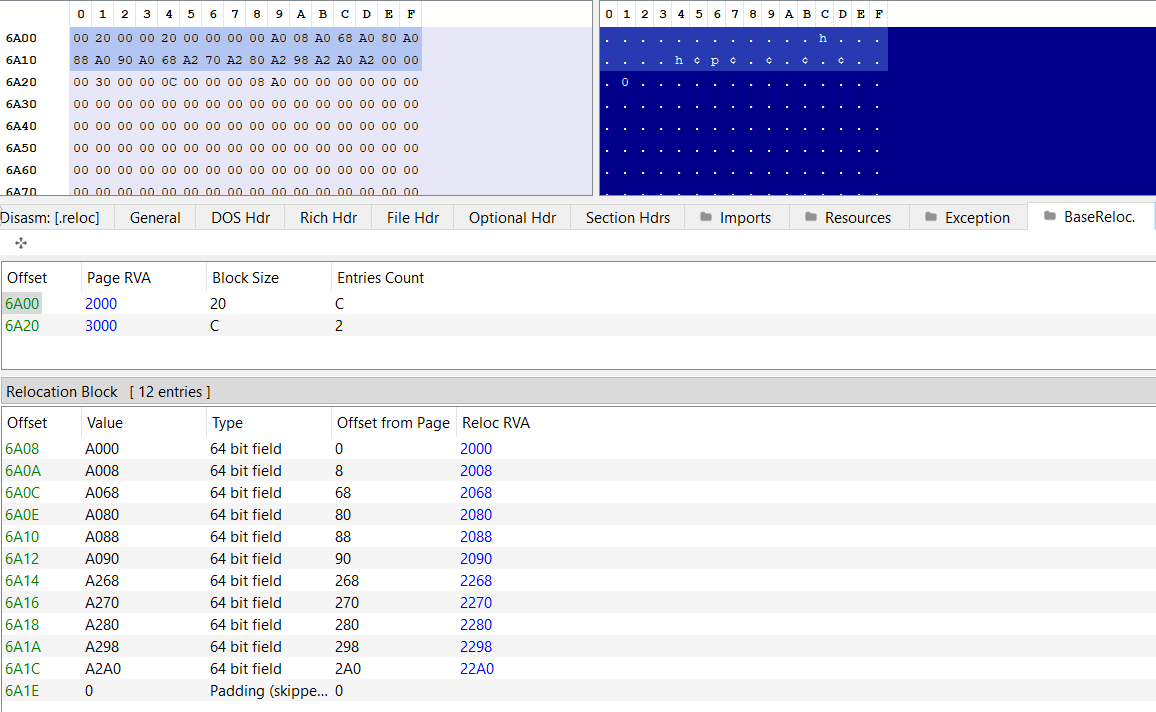 0 1 2 3 4 5 6 7 8 9 A B C D E F 0 1 2 3 4 5 6 7 8 9 A B C D E F
6A00 00 20 00 00 20 00 00 00 00 A0 08 A0 68 A0 80 A0 . . . . . . . . . . . . h . . .
6A10 88 A0 90 A0 68 A2 70 A2 80 A2 98 A2 A0 A2 00 00 . . . . h ¢ p ¢ . ¢ . ¢ . ¢ . .
6A20 00 30 00 00 0C 00 00 00 08 A0 00 00 00 00 00 00 . 0 . . . . . . . . . . . . . .
6A30 00 00 00 00 00 00 00 00 00 00 00 00 00 00 00 00 . . . . . . . . . . . . . . . .
6A40 00 00 00 00 00 00 00 00 00 00 00 00 00 00 00 00 . . . . . . . . . . . . . . . .
6A50 00 00 00 00 00 00 00 00 00 00 00 00 00 00 00 00 . . . . . . . . . . . . . . . .
6A60 00 00 00 00 00 00 00 00 00 00 00 00 00 00 00 00 . . . . . . . . . . . . . . . .
6A70 00 00 00 00 00 00 00 00 00 00 00 00 00 00 00 00 . . . . . . . . . . . . . . . .
Disasm: [.reloc] General DOS Hdr Rich Hdr File Hdr Optional Hdr Section Hdrs Imports Resources Exception BaseReloc.
Offset Page RVA Block Size Entries Count
6A00 2000 20 C
6A20 3000 C 2
Relocation Block [ 12 entries ]
Offset Value Type Offset from Page Reloc RVA
6A08 A000 64 bit field 0 2000
6A0A A008 64 bit field 8 2008
6A0C A068 64 bit field 68 2068
6A0E A080 64 bit field 80 2080
6A10 A088 64 bit field 88 2088
6A12 A090 64 bit field 90 2090
6A14 A268 64 bit field 268 2268
6A16 A270 64 bit field 270 2270
6A18 A280 64 bit field 280 2280
6A1A A298 64 bit field 298 2298
6A1C A2A0 64 bit field 2A0 22A0
6A1E 0 Padding (skippe... 0